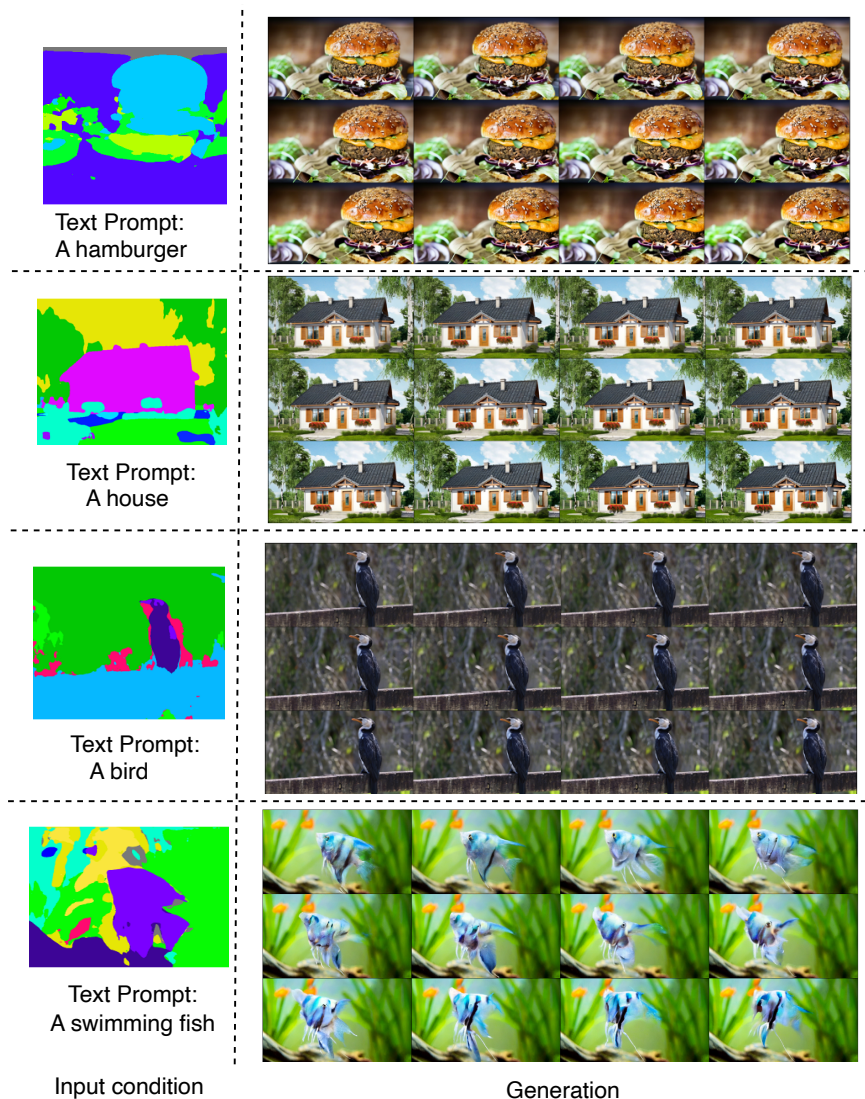 Text Prompt:
A hamburger
Text Prompt:
A house
Text Prompt:
A bird
Text Prompt:
A swimming fish
Input condition
Generation